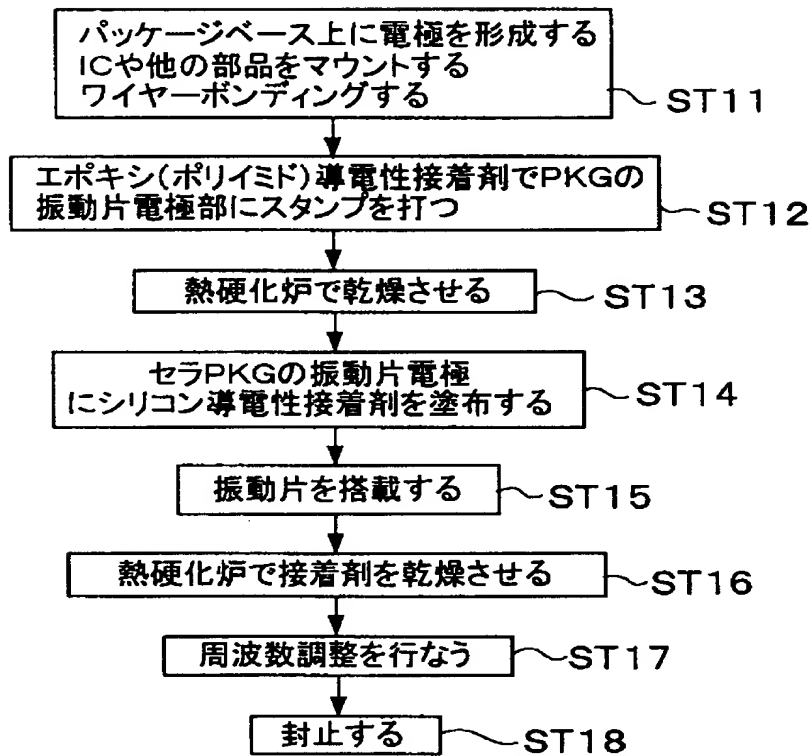 パッケージベース上に電極を形成する
ICや他の部品をマウントする
ワイヤーボンディングする
ST11
エポキシ(ポリイミド)導電性接着剤でPKGの
振動片電極部にスタンプを打つ
ST12
熱硬化炉で乾燥させる
ST13
セラPKGの振動片電極
にシリコン導電性接着剤を塗布する
ST14
振動片を搭載する
ST15
熱硬化炉で接着剤を乾燥させる
ST16
周波数調整を行なう
ST17
封止する
ST18